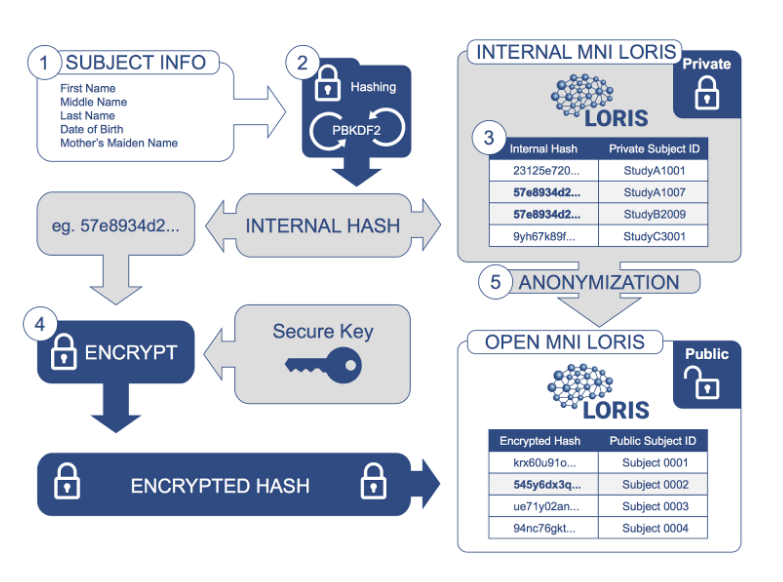 1 SUBJECT INFO
First Name
Middle Name
Last Name
Date of Birth
Mother's Maiden Name
2
Hashing
PBKDF2
INTERNAL MNI LORIS
Private
LORIS
3
Internal Hash Private Subject ID
23125e720... StudyA1001
57e8934d2... StudyA1007
57e8934d2... StudyB2009
9yh67k89f... StudyC3001
eg. 57e8934d2...
INTERNAL HASH
5 ANONYMIZATION
4 ENCRYPT
Secure Key
OPEN MNI LORIS
Public
LORIS
Encrypted Hash Public Subject ID
krx60u91o... Subject 0001
545y6dx3q... Subject 0002
ue71y02an... Subject 0003
94nc76gkt... Subject 0004
ENCRYPTED HASH